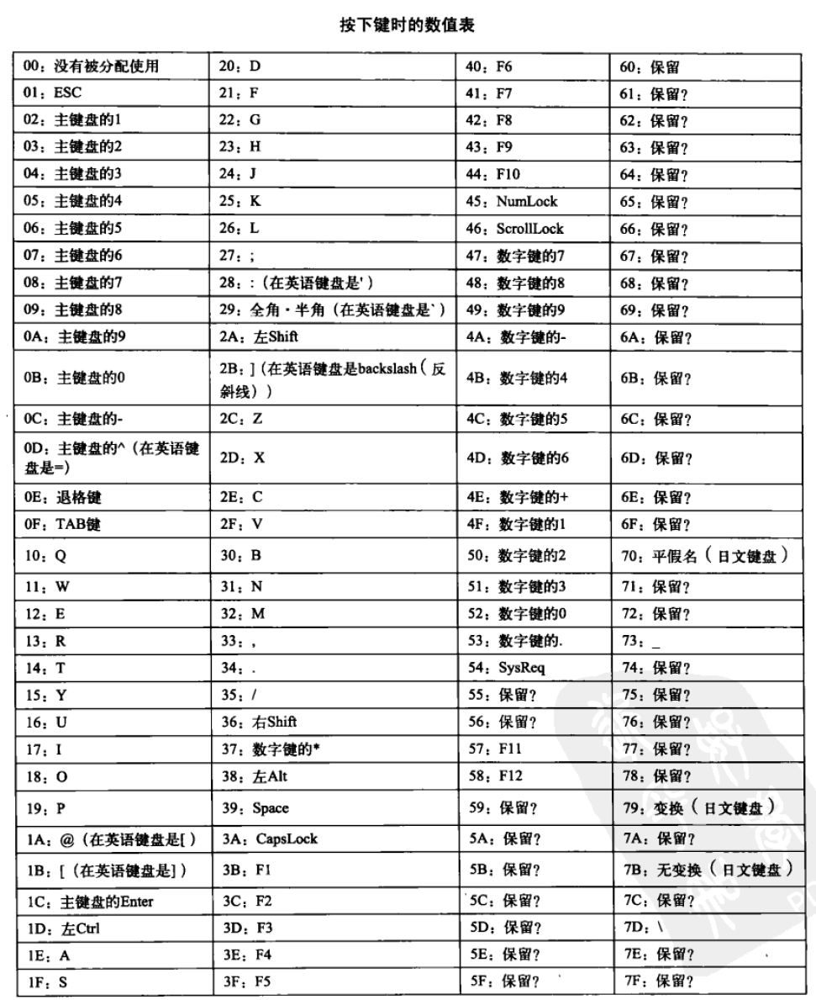 按下键时的数值表
00：没有被分配使用
20：D
40：F6
60：保留
01：ESC
21：F
41：F7
61：保留？
02：主键盘的1
22：G
42：F8
62：保留？
03：主键盘的2
23：H
43：F9
63：保留？
04：主键盘的3
24：J
44：F10
64：保留？
05：主键盘的4
25：K
45：NumLock
65：保留？
06：主键盘的5
26：L
46：ScrollLock
66：保留？
07：主键盘的6
27：;
47：数字键的7
67：保留？
08：主键盘的7
28：:（在英语键盘是'）
48：数字键的8
68：保留？
09：主键盘的8
29：全角·半角（在英语键盘是`）
49：数字键的9
69：保留？
0A：主键盘的9
2A：左Shift
4A：数字键的-
6A：保留？
0B：主键盘的0
2B：]（在英语键盘是backslash（反
斜线））
4B：数字键的4
6B：保留？
0C：主键盘的-
2C：Z
4C：数字键的5
6C：保留？
0D：主键盘的^（在英语键
盘是=）
2D：X
4D：数字键的6
6D：保留？
0E：退格键
2E：C
4E：数字键的+
6E：保留？
0F：TAB键
2F：V
4F：数字键的1
6F：保留？
10：Q
30：B
50：数字键的2
70：平假名（日文键盘）
11：W
31：N
51：数字键的3
71：保留？
12：E
32：M
52：数字键的0
72：保留？
13：R
33：,
53：数字键的.
73：_
14：T
34：.
54：SysReq
74：保留？
15：Y
35：/
55：保留？
75：保留？
16：U
36：右Shift
56：保留？
76：保留？
17：I
37：数字键的*
57：F11
77：保留？
18：O
38：左Alt
58：F12
78：保留？
19：P
39：Space
59：保留？
79：变换（日文键盘）
1A：@（在英语键盘是[）
3A：CapsLock
5A：保留？
7A：保留？
1B：[（在英语键盘是]）
3B：F1
5B：保留？
7B：无变换（日文键盘）
1C：主键盘的Enter
3C：F2
5C：保留？
7C：保留？
1D：左Ctrl
3D：F3
5D：保留？
7D：\
1E：A
3E：F4
5E：保留？
7E：保留？
1F：S
3F：F5
5F：保留？
7F：保留？